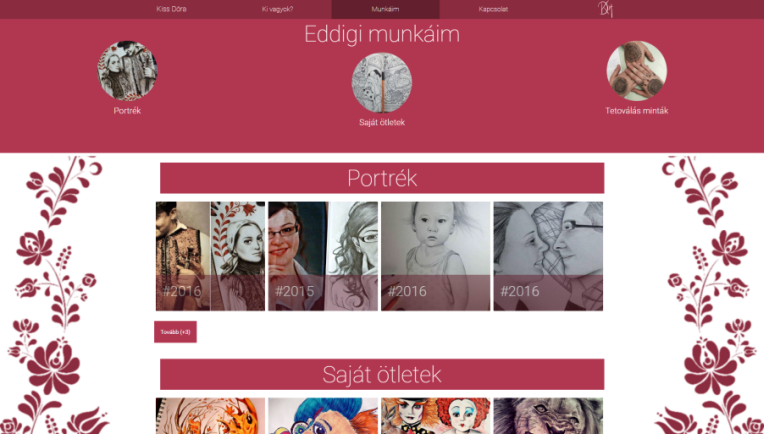 Kiss Dóra
Ki vagyok?
Munkáim
Kapcsolat
Eddigi munkáim
Portrék
Saját ötletek
Tetoválás minták
Portrék
#2016
#2015
#2016
#2016
Tovább (+3)
Saját ötletek